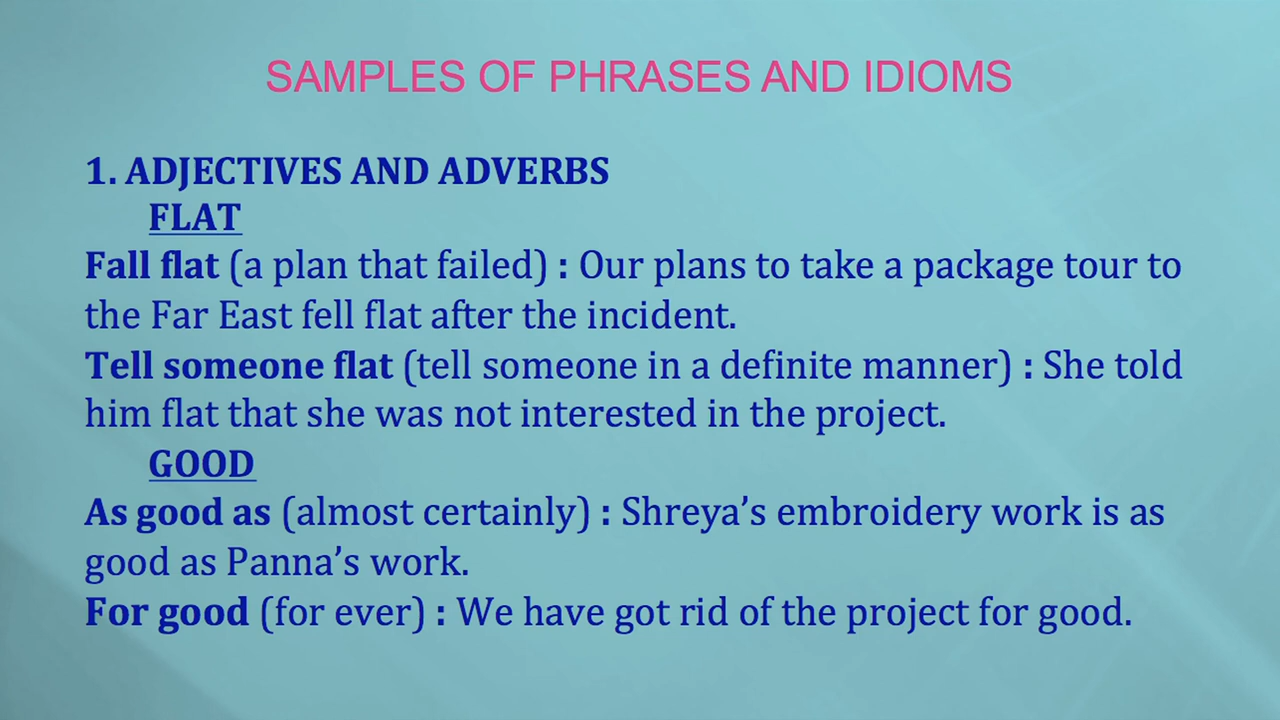 SAMPLES OF PHRASES AND IDIOMS
1. ADJECTIVES AND ADVERBS
FLAT
Fall flat (a plan that failed) : Our plans to take a package tour to
the Far East fell flat after the incident.
Tell someone flat (tell someone in a definite manner) : She told
him flat that she was not interested in the project.
GOOD
As good as (almost certainly) : Shreya’s embroidery work is as
good as Panna’s work.
For good (for ever) : We have got rid of the project for good.